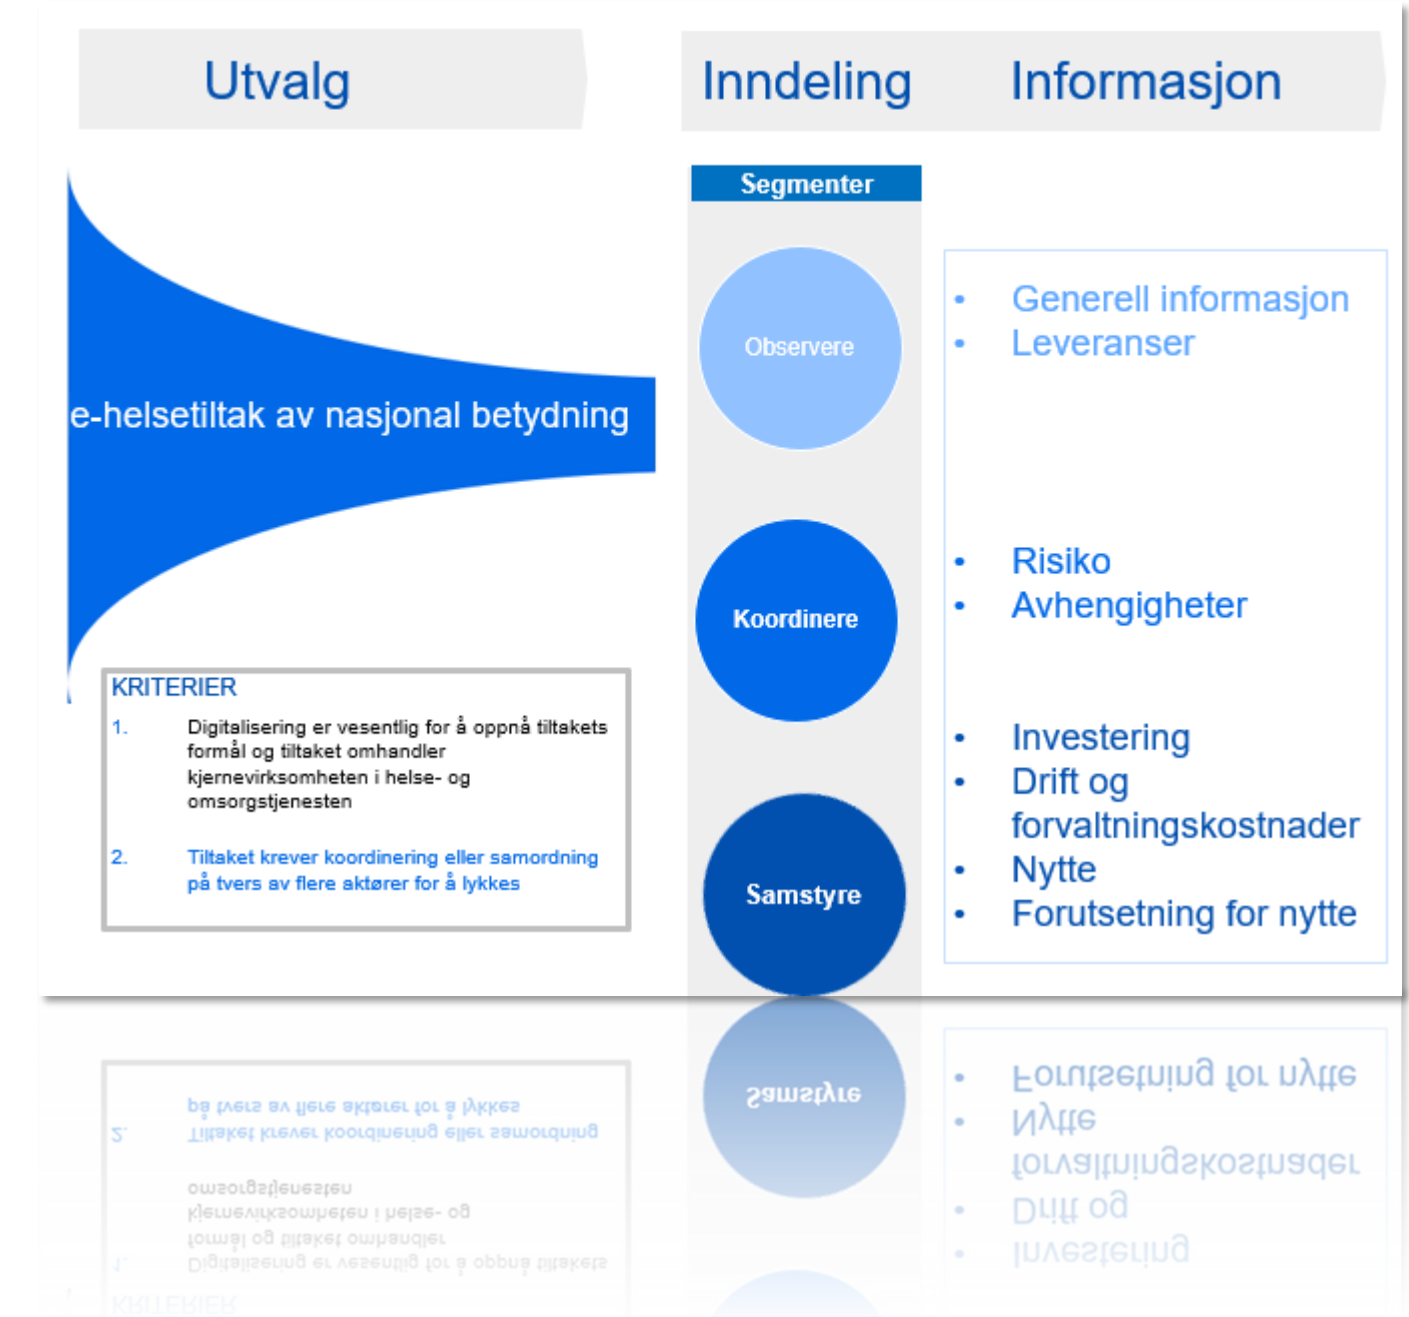 Utvalg
Inndeling
Informasjon
e-helsetiltak av nasjonal betydning
KRITERIER
1. Digitalisering er vesentlig for å oppnå tiltakets
formål og tiltaket omhandler
kjernevirksomheten i helse- og
omsorgstjenesten
2. Tiltaket krever koordinering eller samordning
på tvers av flere aktører for å lykkes
Segmenter
Observere
Koordinere
Samstyre
• Generell informasjon
• Leveranser
• Risiko
• Avhengigheter
• Investering
• Drift og
forvaltningskostnader
• Nytte
• Forutsetning for nytte